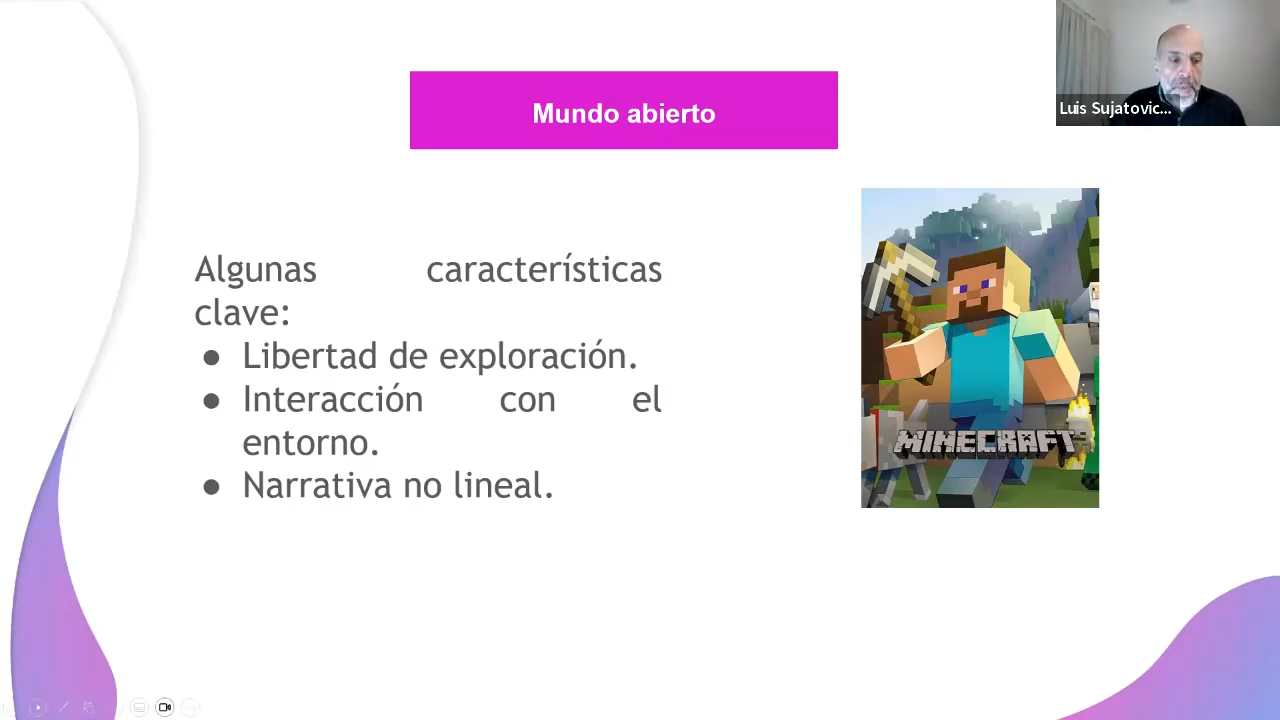 Luis Sujatovic...
Mundo abierto
Algunas características
clave:
● Libertad de exploración.
● Interacción con el
entorno.
● Narrativa no lineal.
MINECRAFT